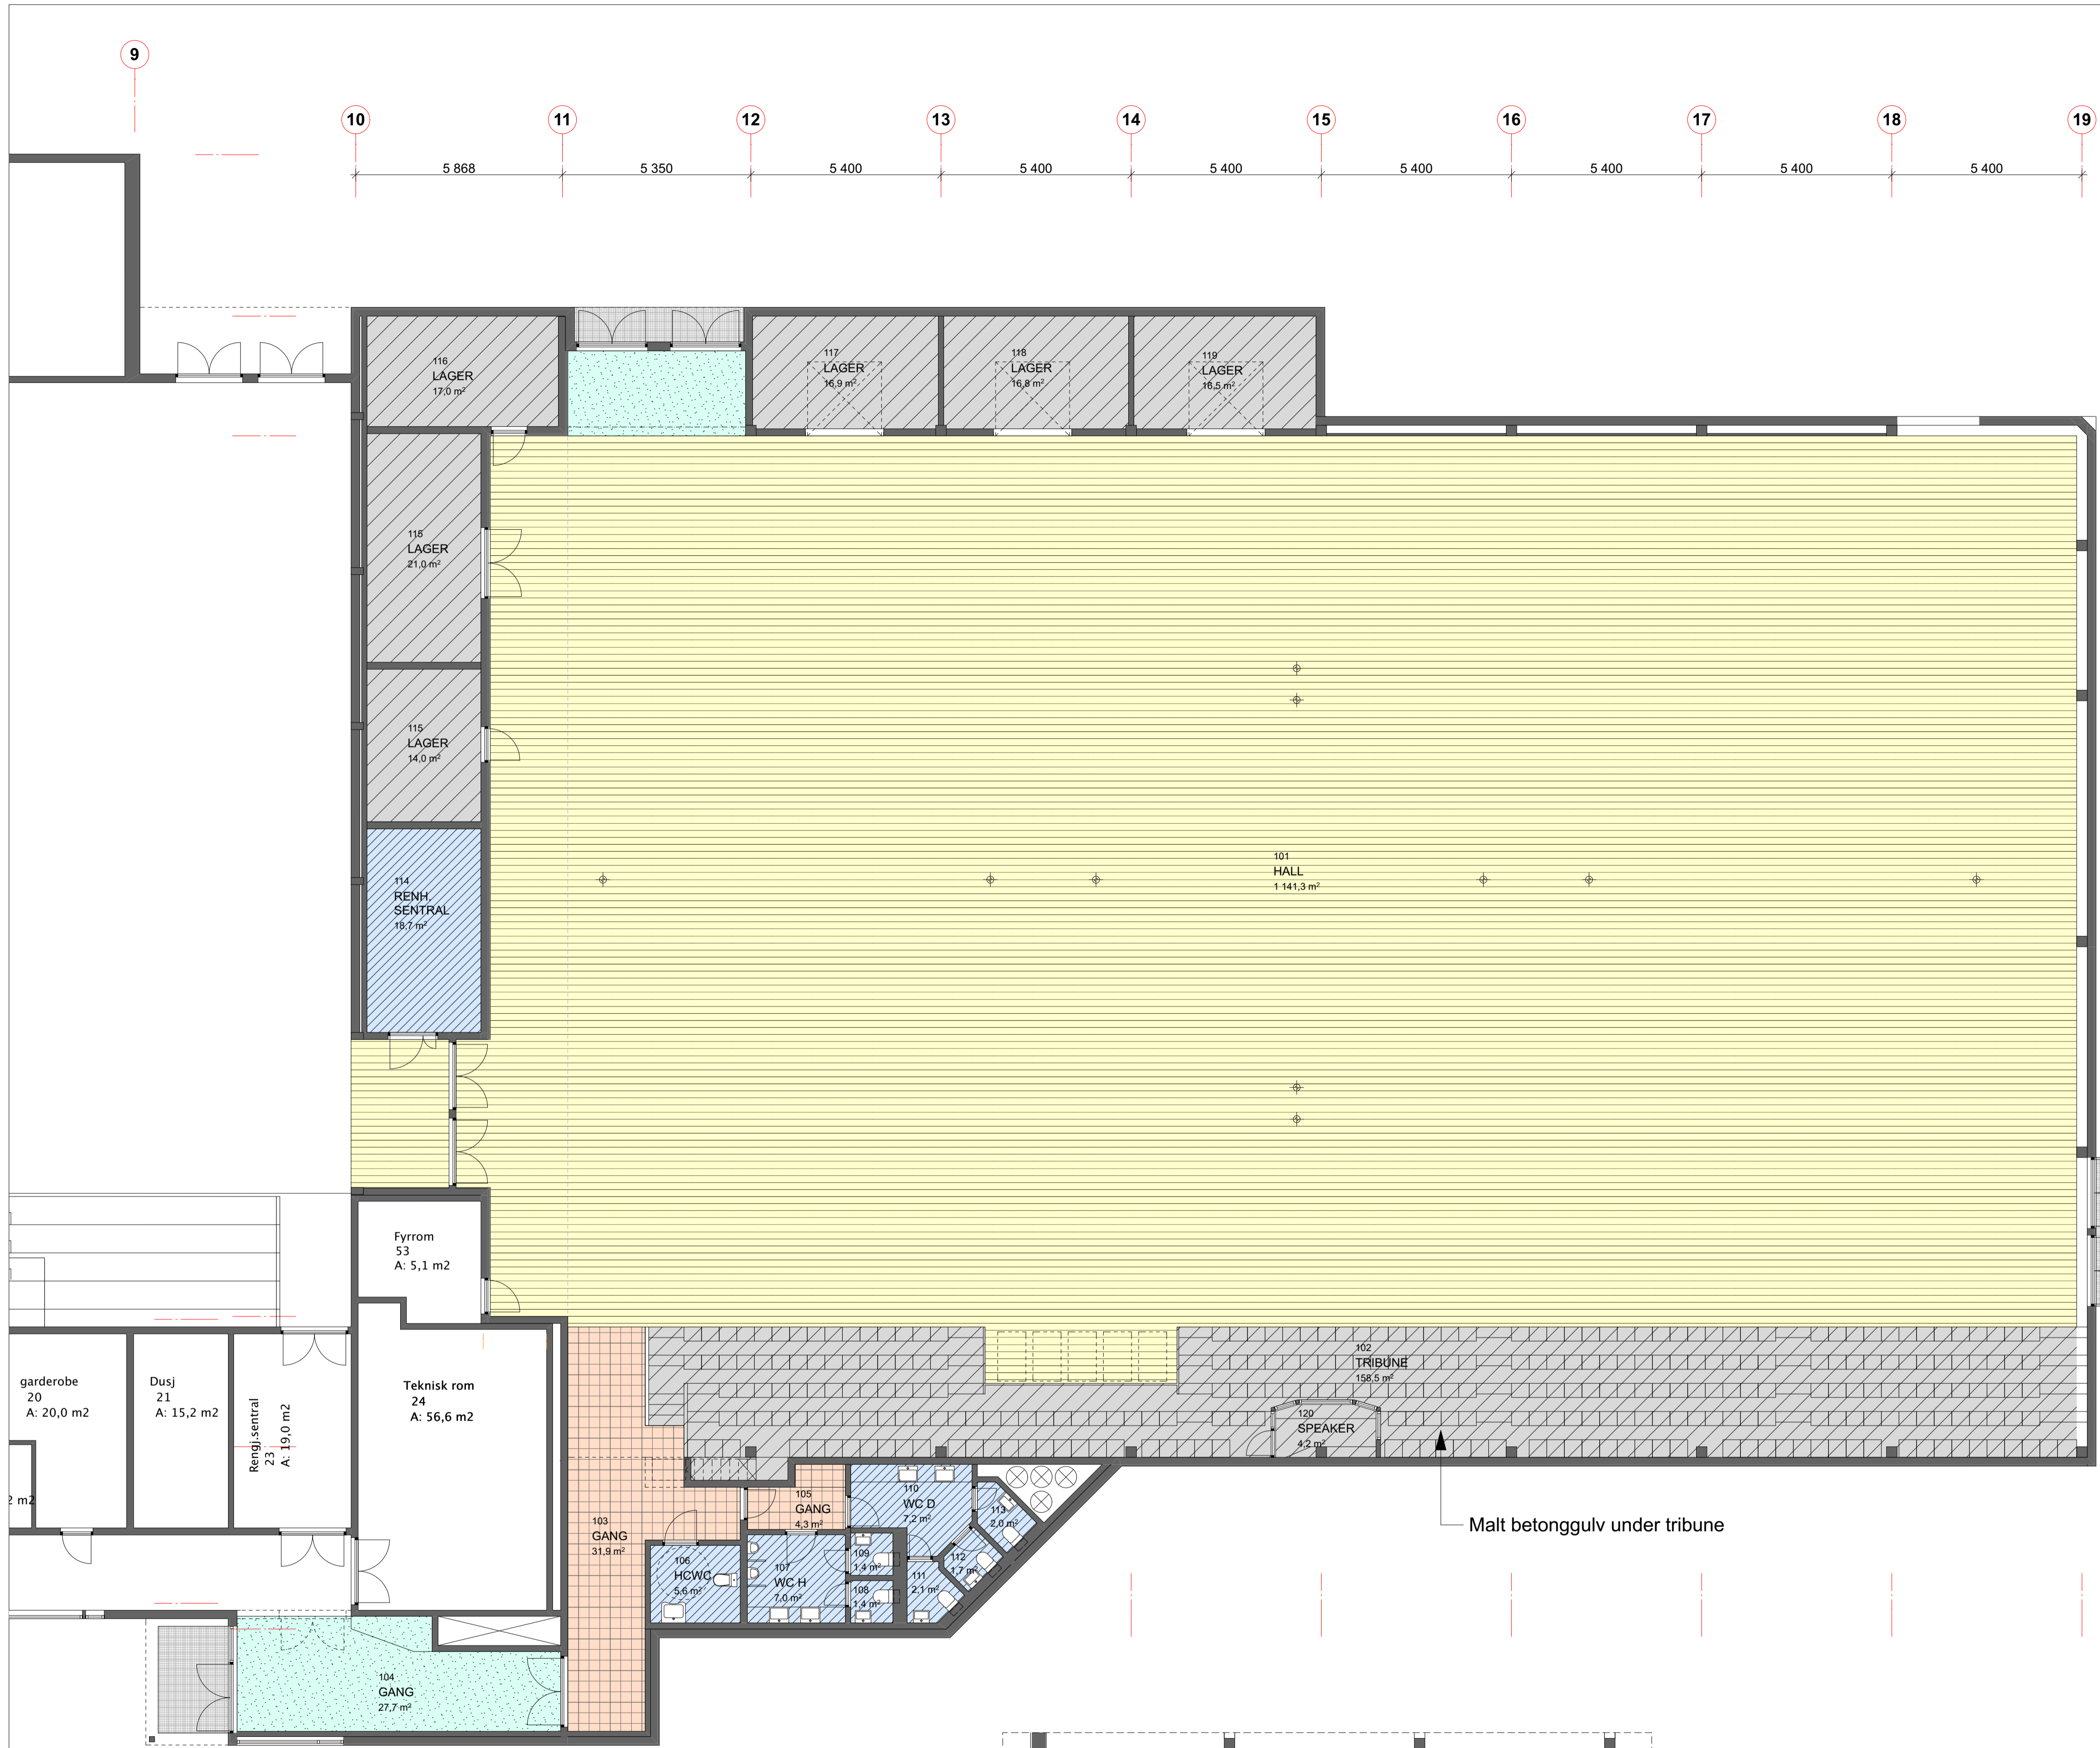 9
10
11
12
13
14
15
16
17
18
19
5 868
5 350
5 400
5 400
5 400
5 400
5 400
5 400
5 400
116
LAGER
17,0 m²
117
LAGER
16,9 m²
118
LAGER
16,8 m²
119
LAGER
16,5 m²
115
LAGER
21,0 m²
115
LAGER
14,0 m²
101
HALL
1 141,3 m²
114
RENH.
SENTRAL
18,7 m²
Fyrrom
53
A: 5,1 m2
102
TRIBUNE
158,5 m²
garderobe
20
A: 20,0 m2
Dusj
21
A: 15,2 m2
Rengj.sentral
23
A: 19,0 m2
Teknisk rom
24
A: 56,6 m2
120
SPEAKER
4,2 m²
2 m2
103
GANG
31,9 m²
105
GANG
4,3 m²
110
WC D
7,2 m²
113
2,0 m²
Malt betonggulv under tribune
106
HCWC
5,6 m²
107
WC H
7,0 m²
109
1,4 m²
108
1,4 m²
112
1,7 m²
111
2,1 m²
104
GANG
27,7 m²